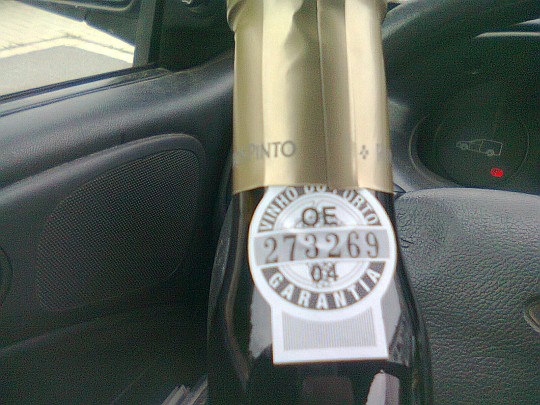 PINTO
VINHO DO PORTO
OE
273269
04
GARANTIA